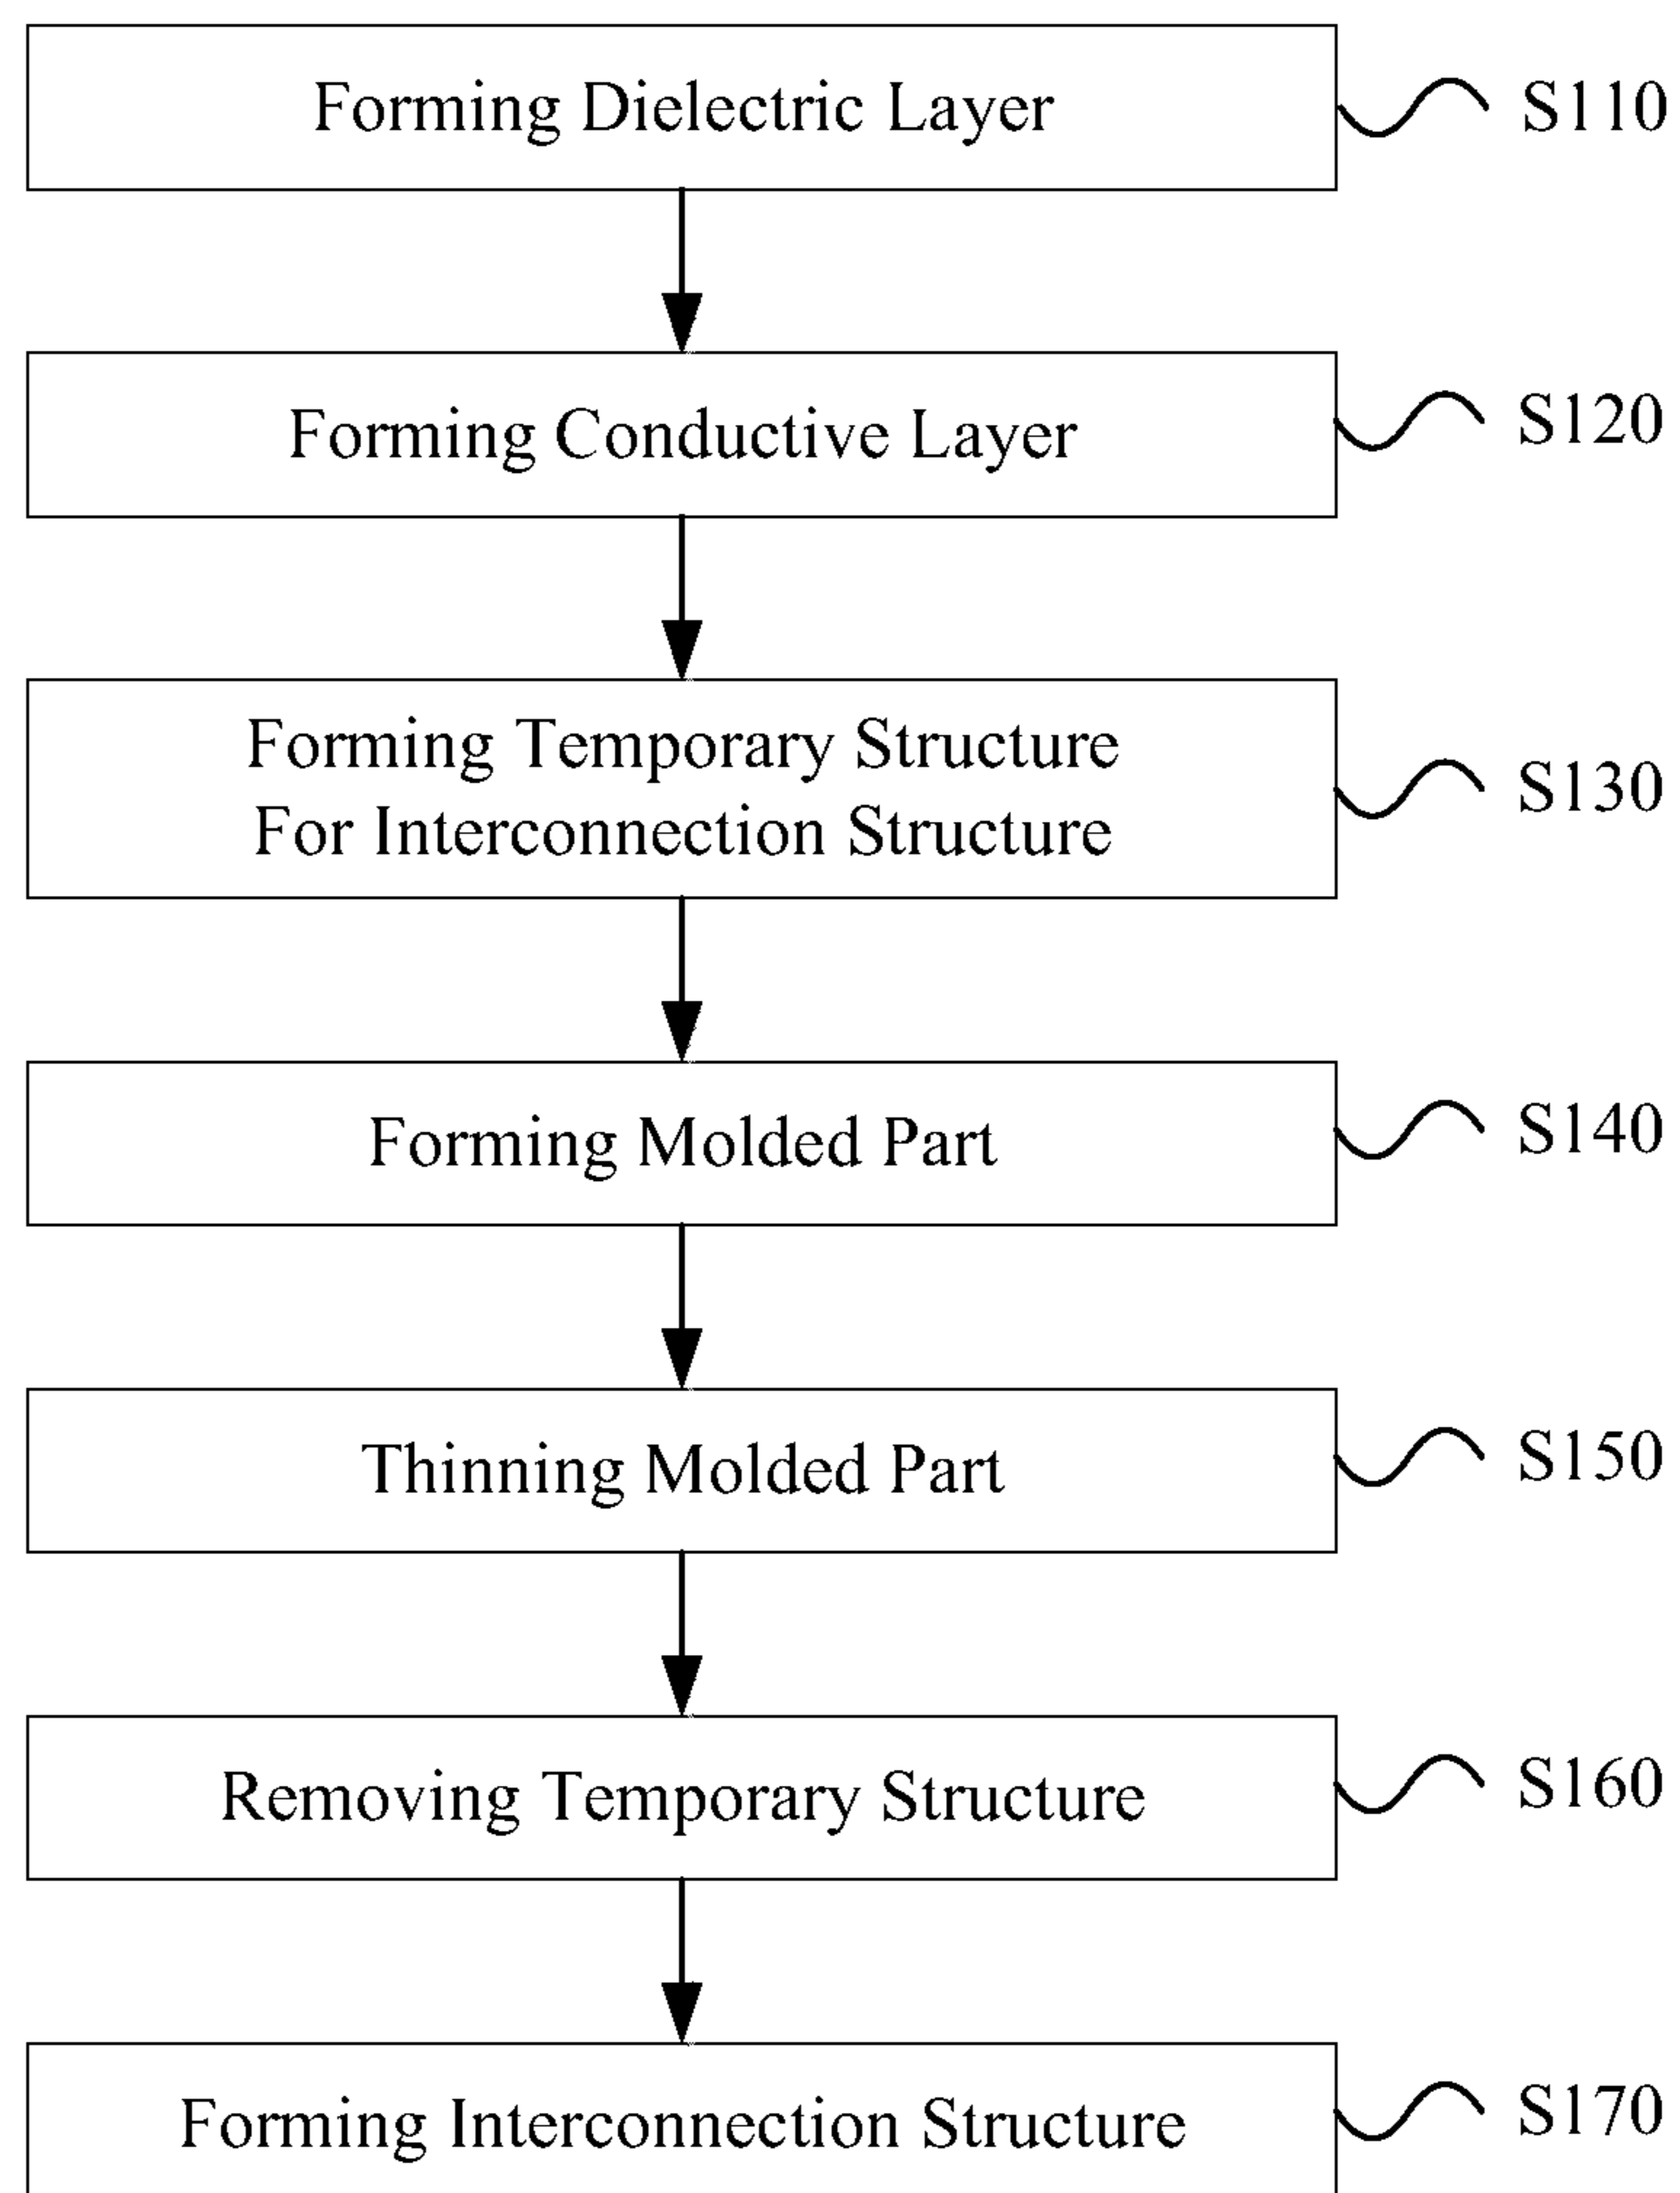 Forming Dielectric Layer
S110
Forming Conductive Layer
S120
Forming Temporary Structure
For Interconnection Structure
S130
Forming Molded Part
S140
Thinning Molded Part
S150
Removing Temporary Structure
S160
Forming Interconnection Structure
S170